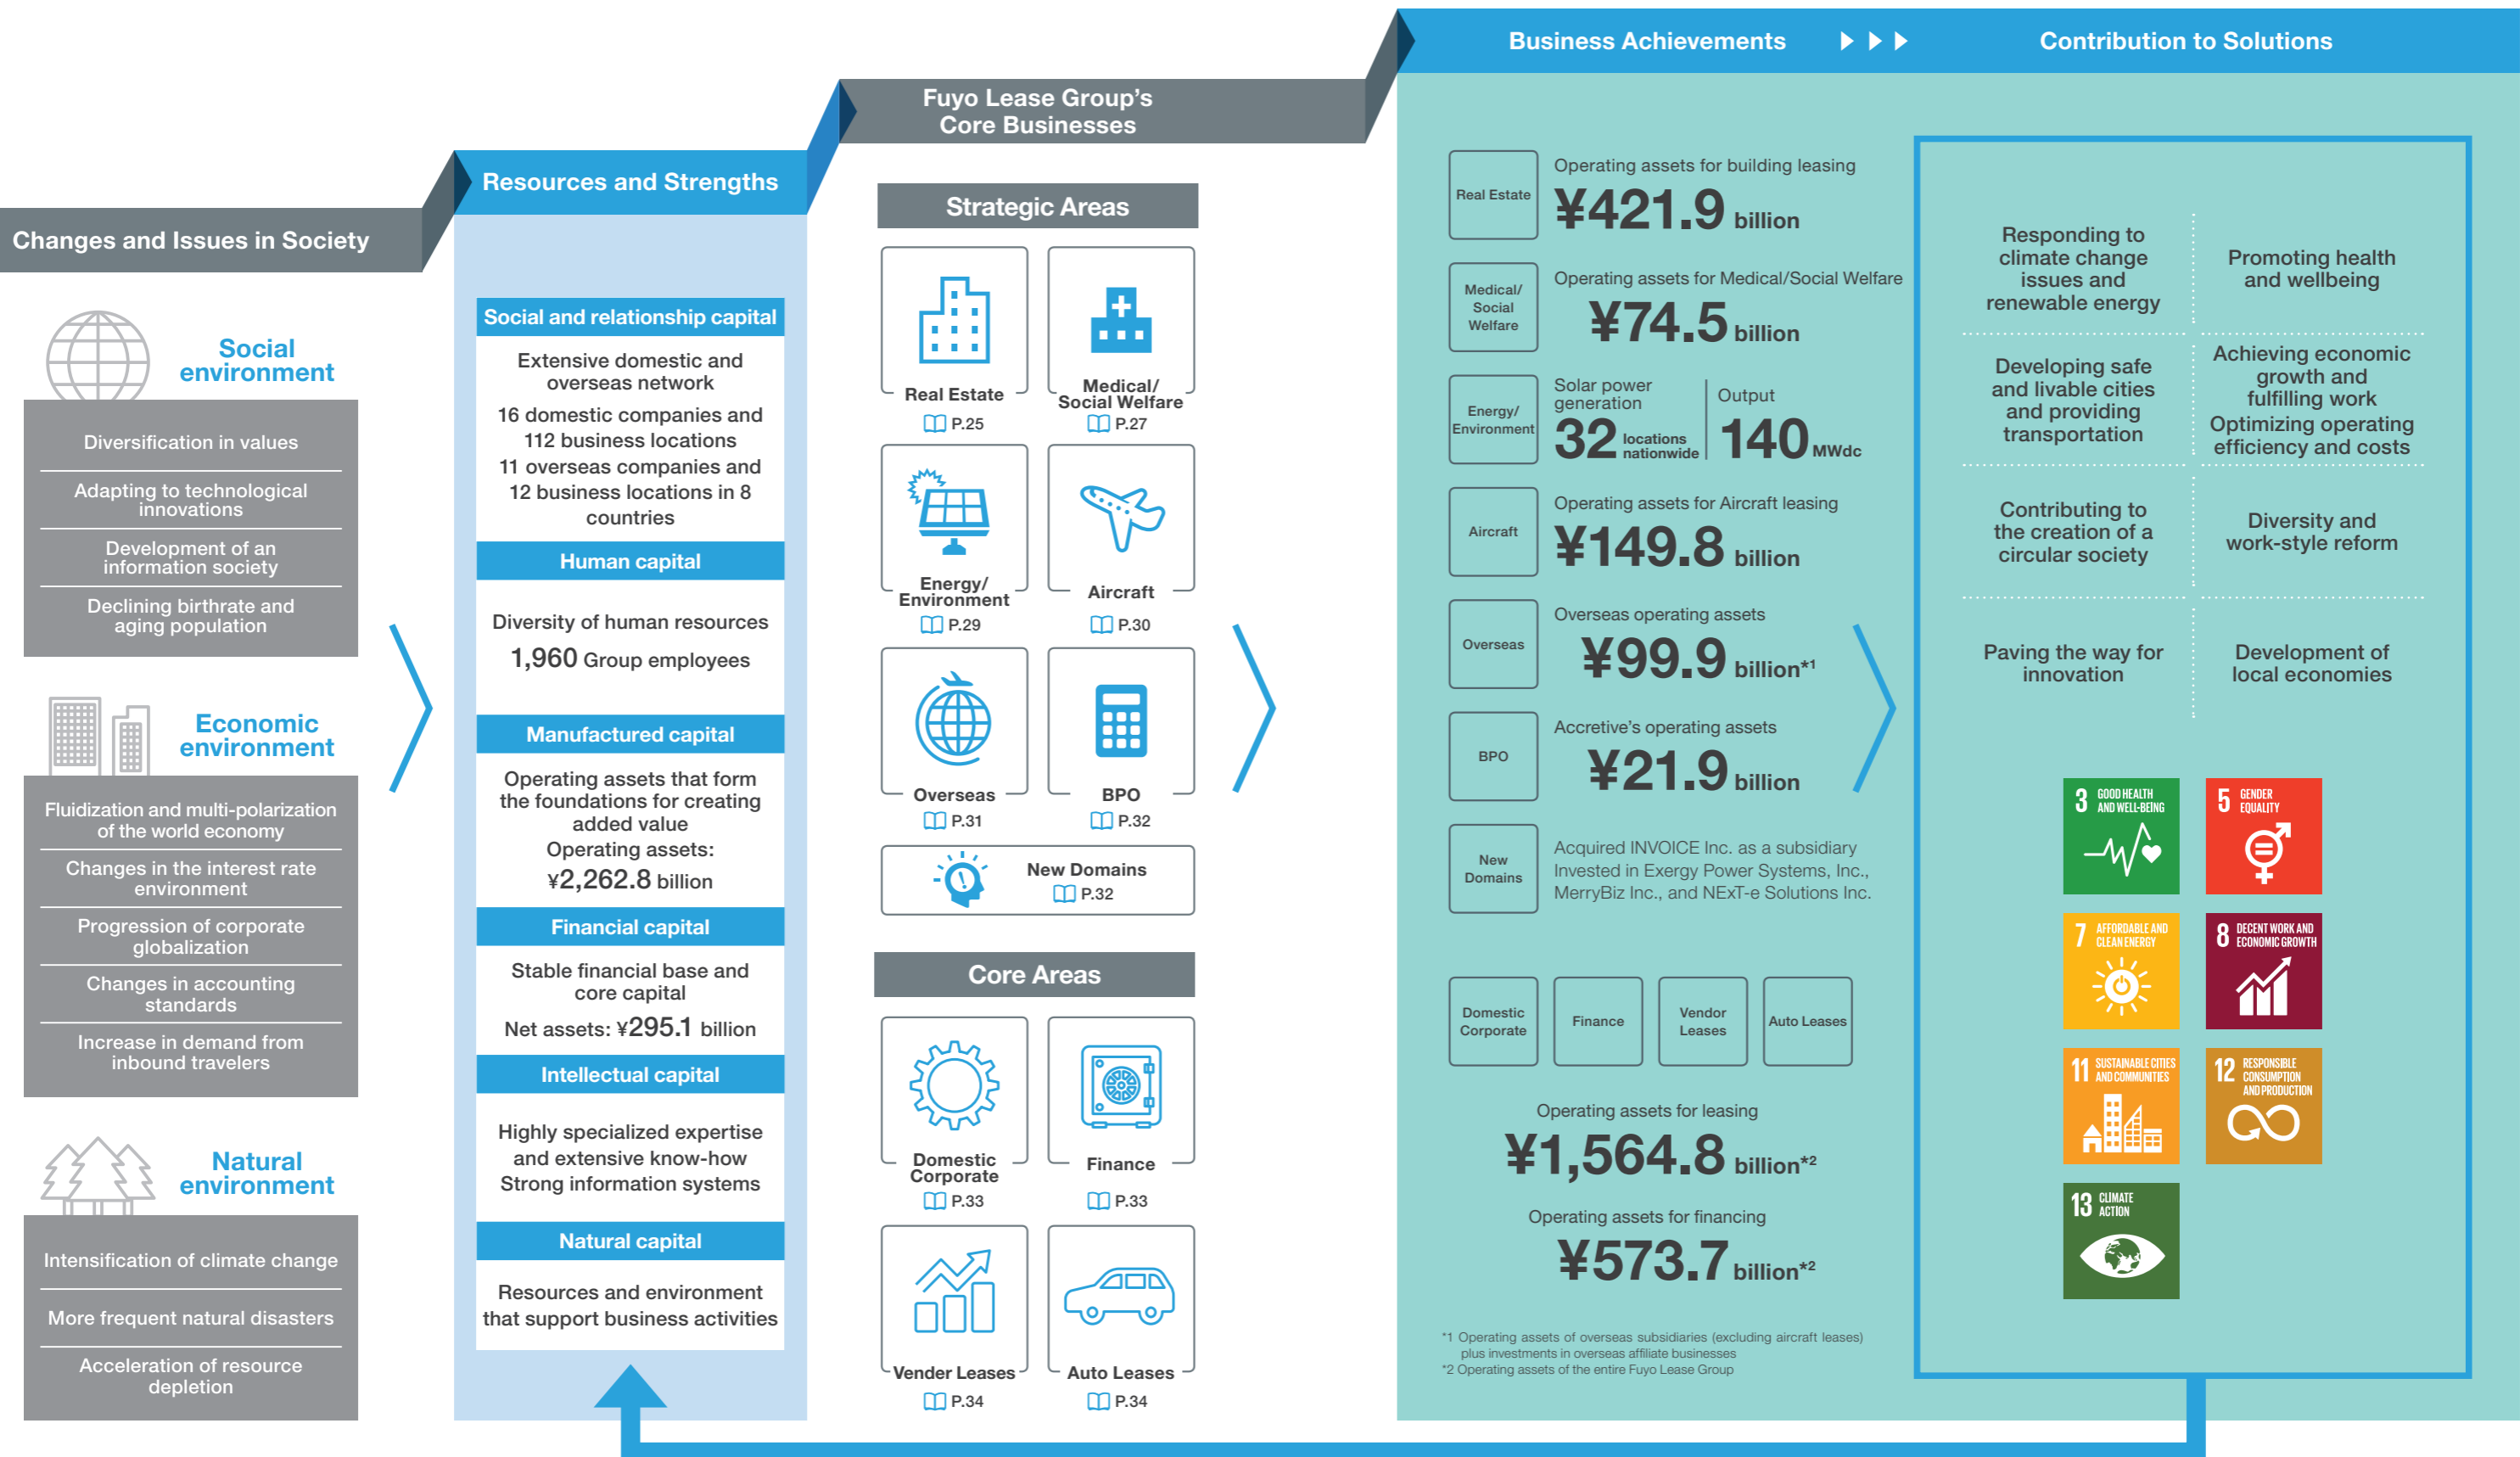 Changes and Issues in Society
Social
environment
Diversification in values
Adapting to technological
innovations
Development of an
information society
Declining birthrate and
aging population
Economic
environment
Fluidization and multi-polarization
of the world economy
Changes in the interest rate
environment
Progression of corporate
globalization
Changes in accounting
standards
Increase in demand from
inbound travelers
Natural
environment
Intensification of climate change
More frequent natural disasters
Acceleration of resource
depletion
Resources and Strengths
Social and relationship capital
Extensive domestic and
overseas network
16 domestic companies and
112 business locations
11 overseas companies and
12 business locations in 8
countries
Human capital
Diversity of human resources
1,960 Group employees
Manufactured capital
Operating assets that form
the foundations for creating
added value
Operating assets:
¥2,262.8 billion
Financial capital
Stable financial base and
core capital
Net assets: ¥295.1 billion
Intellectual capital
Highly specialized expertise
and extensive know-how
Strong information systems
Natural capital
Resources and environment
that support business activities
Fuyo Lease Group's
Core Businesses
Strategic Areas
Real Estate
P.25
Medical/
Social Welfare
P.27
Energy/
Environment
P.29
Aircraft
P.30
Overseas
P.31
BPO
P.32
New Domains
P.32
Core Areas
Domestic
Corporate
P.33
Finance
P.33
Vender Leases
P.34
Auto Leases
P.34
Business Achievements
Real Estate
Operating assets for building leasing
¥421.9 billion
Medical/
Social
Welfare
Operating assets for Medical/Social Welfare
¥74.5 billion
Energy/
Environment
Solar power
generation
32 locations
nationwide
Output
140 MWdc
Aircraft
Operating assets for Aircraft leasing
¥149.8 billion
Overseas
Overseas operating assets
¥99.9 billion*1
BPO
Accretive's operating assets
¥21.9 billion
New
Domains
Acquired INVOICE Inc. as a subsidiary
Invested in Exergy Power Systems, Inc.,
MerryBiz Inc., and NExT-e Solutions Inc.
Domestic
Corporate
Finance
Vendor
Leases
Auto Leases
Operating assets for leasing
¥1,564.8 billion*2
Operating assets for financing
¥573.7 billion*2
*1 Operating assets of overseas subsidiaries (excluding aircraft leases)
plus investments in overseas affiliate businesses
*2 Operating assets of the entire Fuyo Lease Group
Contribution to Solutions
Responding to
climate change
issues and
renewable energy
Promoting health
and wellbeing
Developing safe
and livable cities
and providing
transportation
Achieving economic
growth and
fulfilling work
Optimizing operating
efficiency and costs
Contributing to
the creation of a
circular society
Diversity and
work-style reform
Paving the way for
innovation
Development of
local economies
3 GOOD HEALTH
AND WELL-BEING
5 GENDER
EQUALITY
7 AFFORDABLE AND
CLEAN ENERGY
8 DECENT WORK AND
ECONOMIC GROWTH
11 SUSTAINABLE CITIES
AND COMMUNITIES
12 RESPONSIBLE
CONSUMPTION
AND PRODUCTION
13 CLIMATE
ACTION